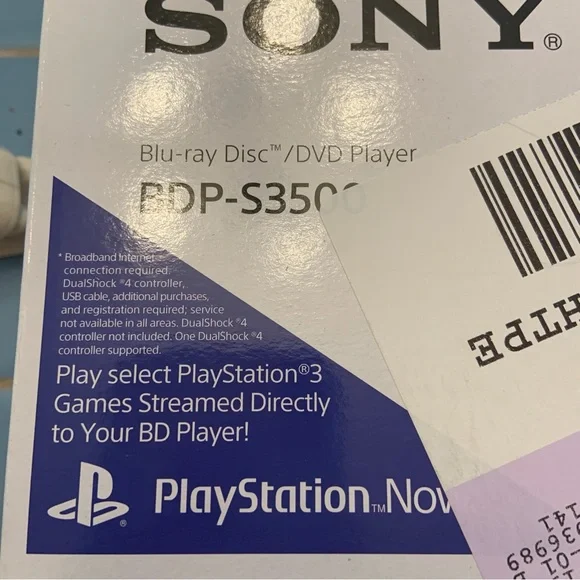 SONY®
Blu-ray Disc™/DVD Player
BDP-S3500
* Broadband Internet
connection required.
DualShock®4 controller,
USB cable, additional purchases,
and registration required; service
not available in all areas. DualShock®4
controller not included. One DualShock®4
controller supported.
Play select PlayStation®3
Games Streamed Directly
to Your BD Player!
PlayStation™Nov